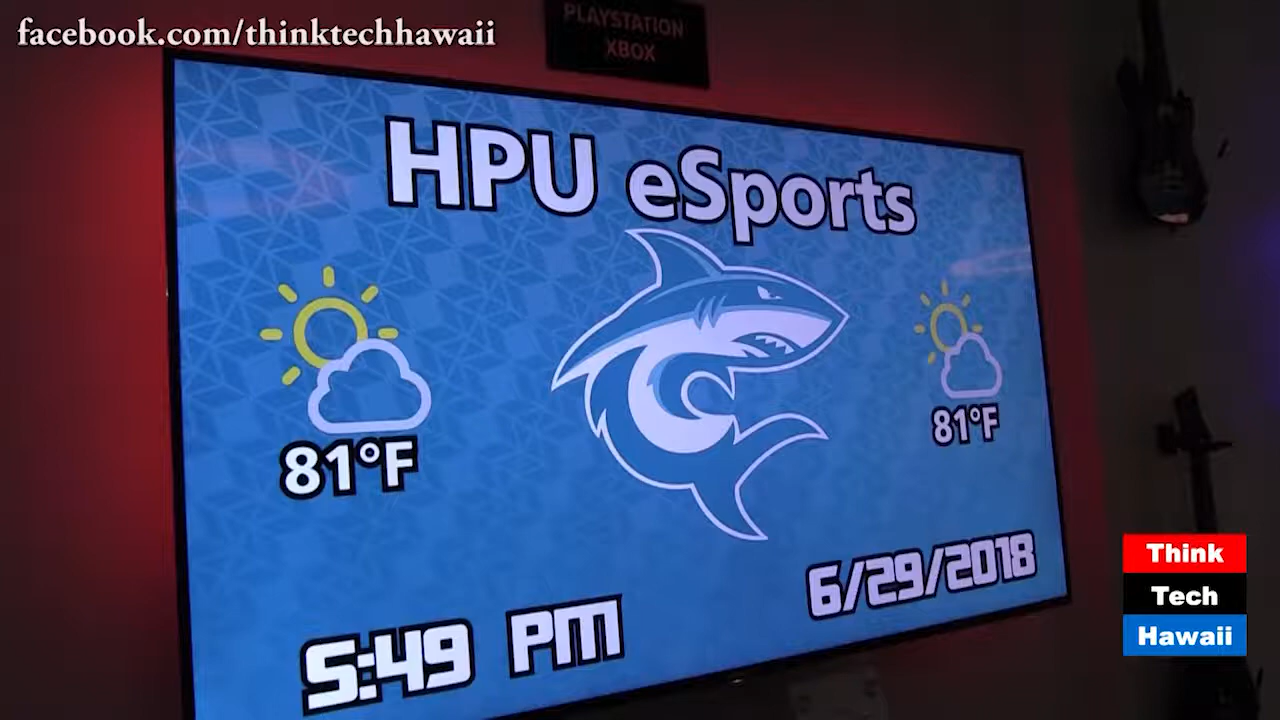 facebook.com/thinktechhawaii
PLAYSTATION
XBOX
HPU eSports
81°F
81°F
6/29/2018
5:49 PM
Think
Tech
Hawaii